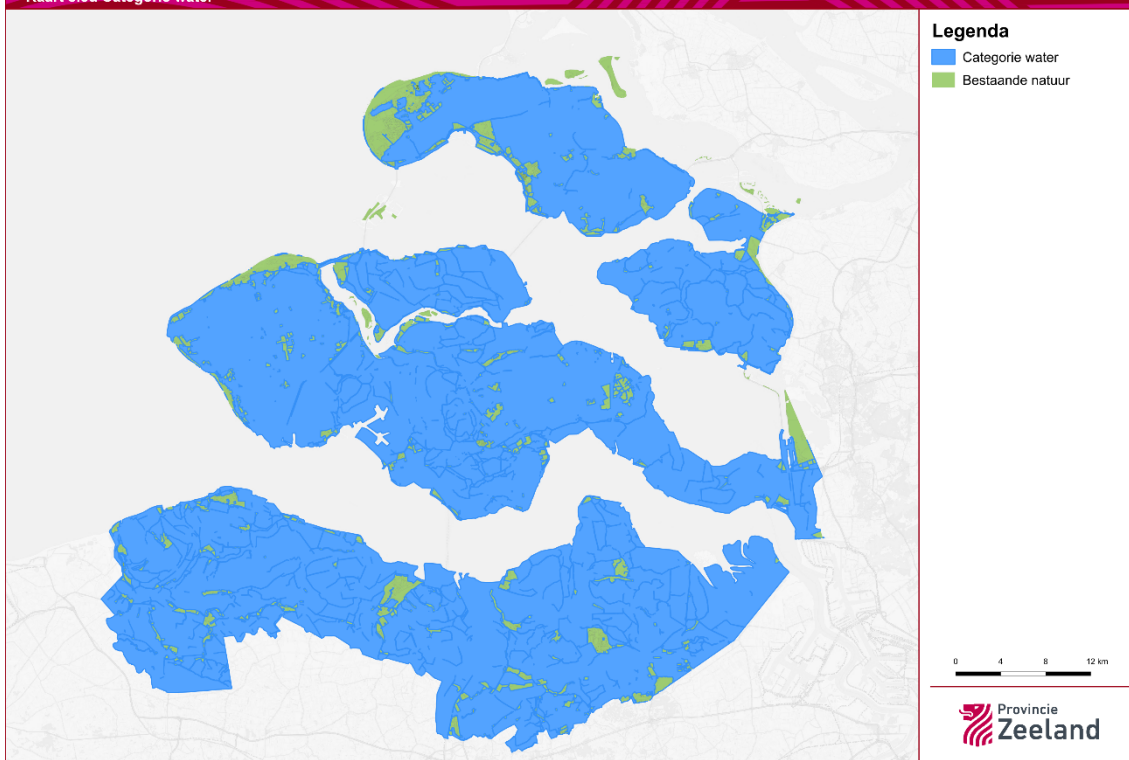 Legenda
Categorie water
Bestaande natuur
0 4 8 12 km
Provincie
Zeeland